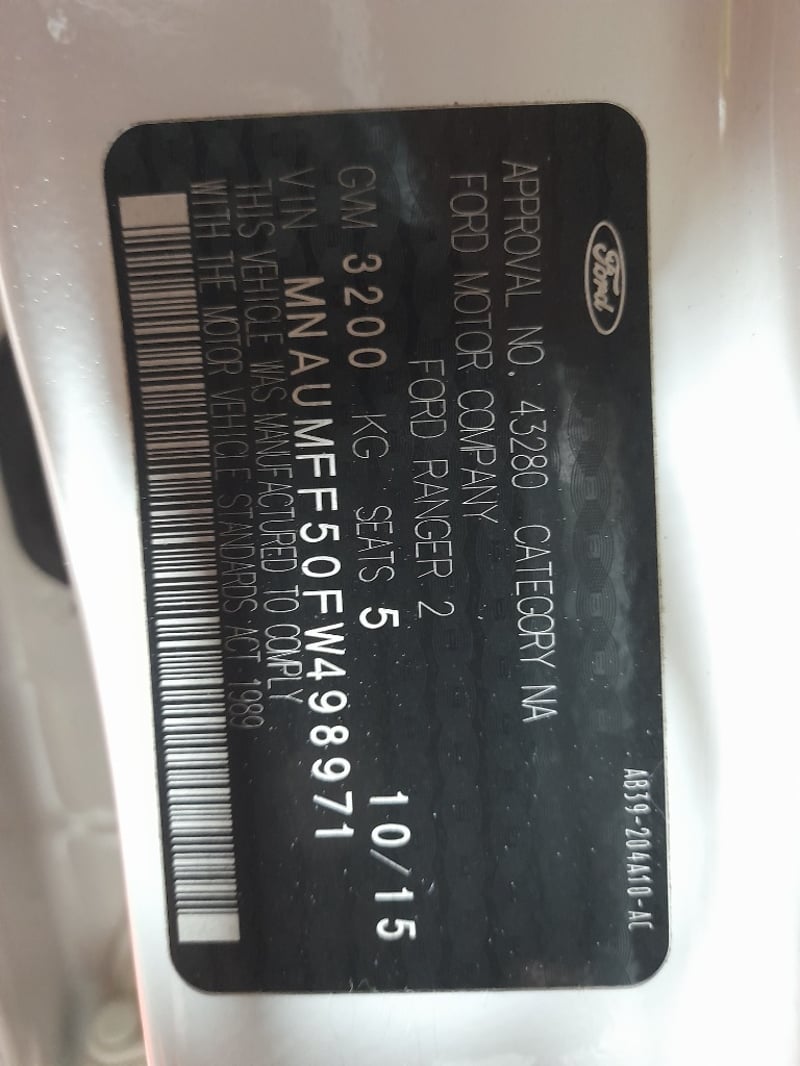 Ford
AB39-204A10-AC
APPROVAL NO. 43280 CATEGORY NA
FORD MOTOR COMPANY
FORD RANGER 2
GVM 3200 KG SEATS 5 10/15
VIN MNAUMFF50FW498971
THIS VEHICLE WAS MANUFACTURED TO COMPLY
WITH THE MOTOR VEHICLE STANDARDS ACT 1989